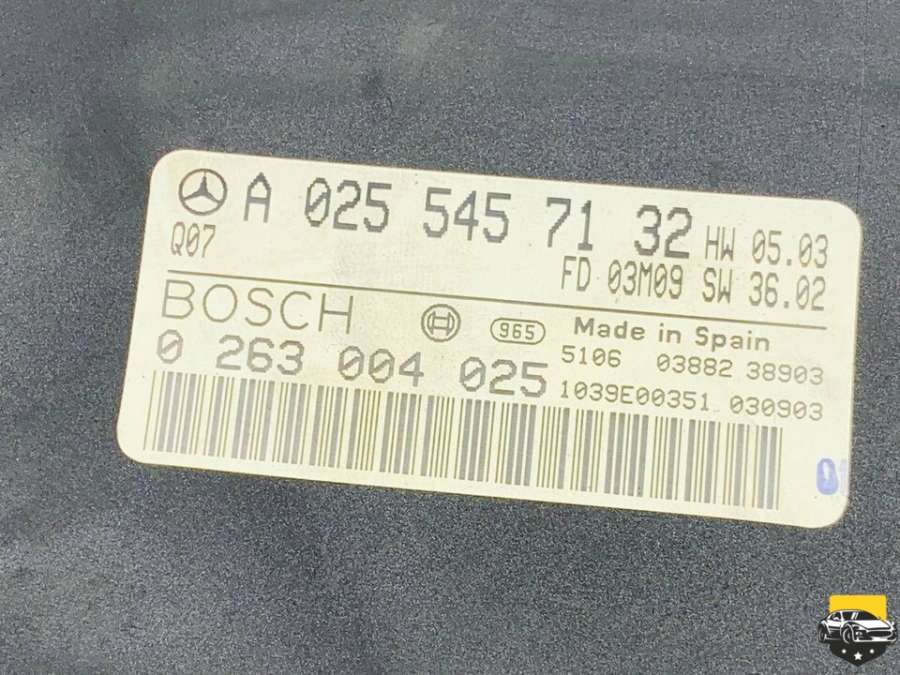 A 025 545 71 32 HW 05.03
Q07 FD 03M09 SW 36.02
BOSCH 965 Made in Spain
0 263 004 025 5106 03882 38903
1039E00351 030903